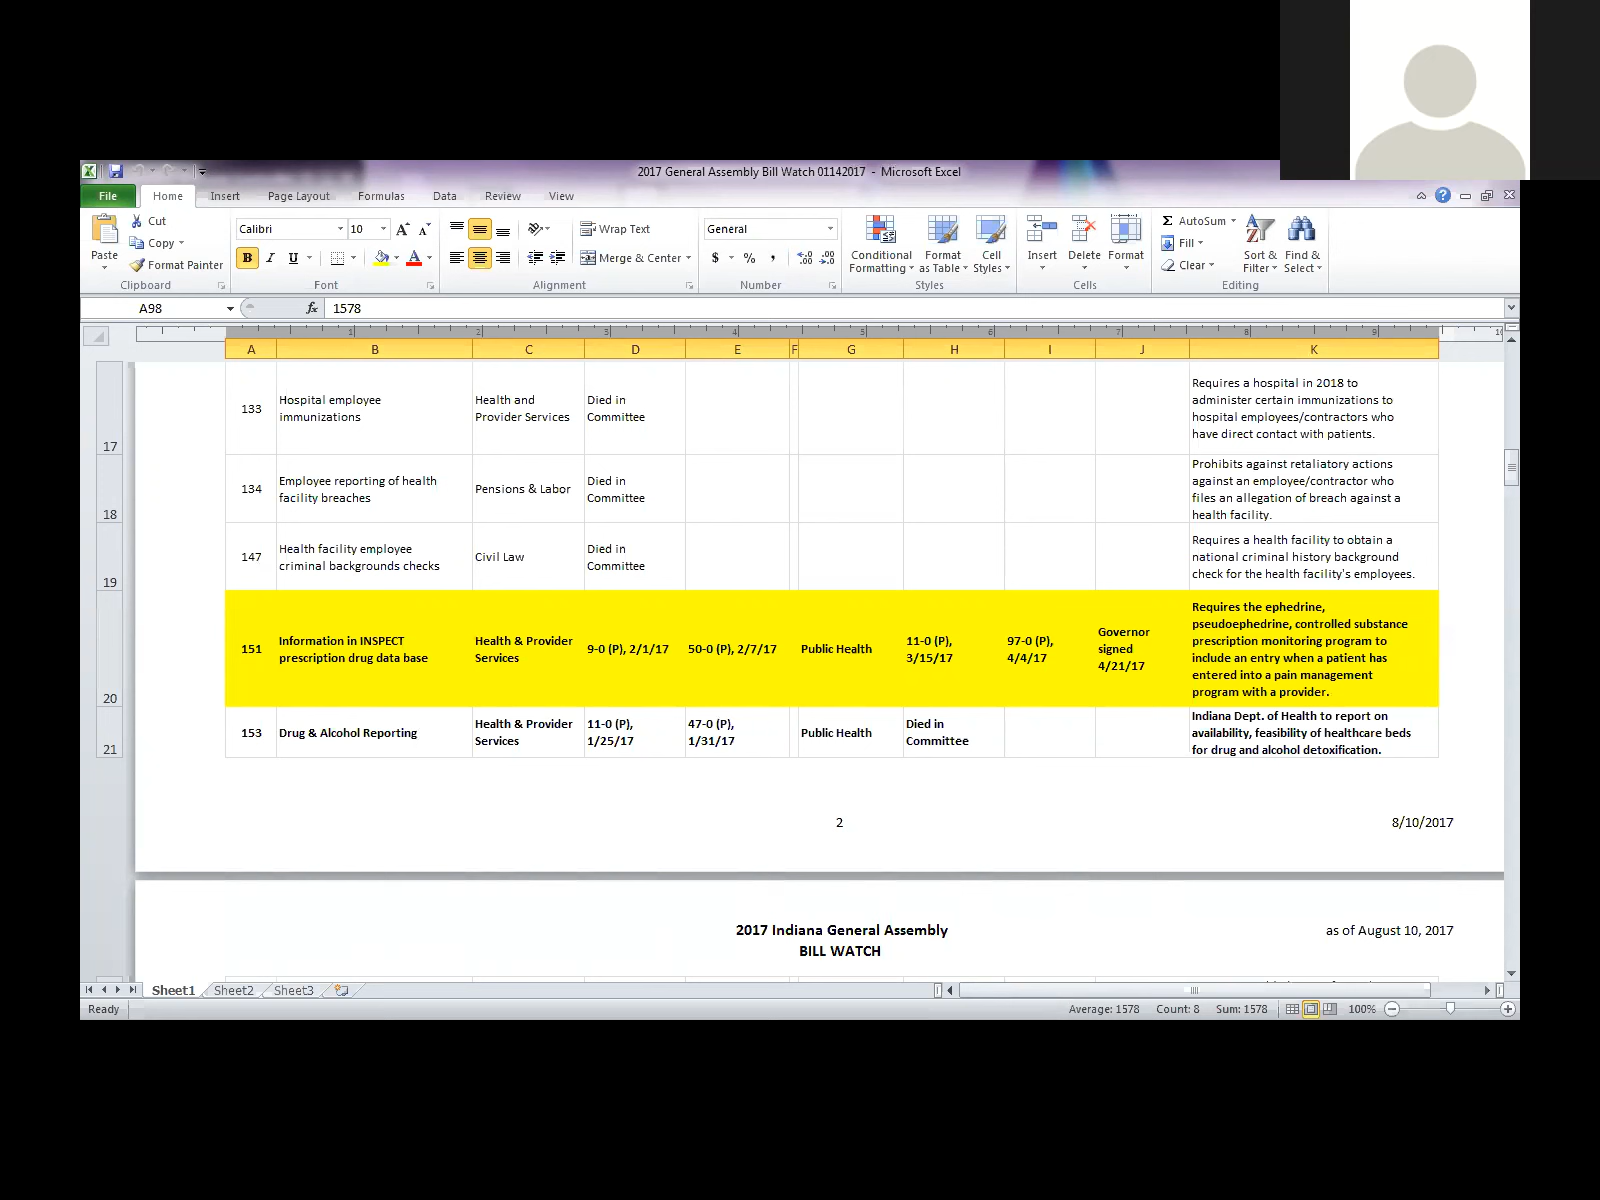 2017 General Assembly Bill Watch 01142017 - Microsoft Excel
File Home Insert Page Layout Formulas Data Review View
Cut
Copy
Format Painter
Paste
Clipboard
Calibri 10
B I U
Font
Wrap Text
Merge & Center
Alignment
General
$ % ,
Number
Conditional Formatting
Format as Table
Cell Styles
Styles
Insert Delete Format
Cells
AutoSum
Fill
Clear
Sort & Filter
Find & Select
Editing
A98 fx 1578
1 2 3 4 5 6 7 8 9
A B C D E F G H I J K
17
133
Hospital employee
immunizations
Health and
Provider Services
Died in
Committee
Requires a hospital in 2018 to
administer certain immunizations to
hospital employees/contractors who
have direct contact with patients.
18
134
Employee reporting of health
facility breaches
Pensions & Labor
Died in
Committee
Prohibits against retaliatory actions
against an employee/contractor who
files an allegation of breach against a
health facility.
19
147
Health facility employee
criminal backgrounds checks
Civil Law
Died in
Committee
Requires a health facility to obtain a
national criminal history background
check for the health facility's employees.
20
151
Information in INSPECT
prescription drug data base
Health & Provider
Services
9-0 (P), 2/1/17
50-0 (P), 2/7/17
Public Health
11-0 (P),
3/15/17
97-0 (P),
4/4/17
Governor
signed
4/21/17
Requires the ephedrine,
pseudoephedrine, controlled substance
prescription monitoring program to
include an entry when a patient has
entered into a pain management
program with a provider.
21
153
Drug & Alcohol Reporting
Health & Provider
Services
11-0 (P),
1/25/17
47-0 (P),
1/31/17
Public Health
Died in
Committee
Indiana Dept. of Health to report on
availability, feasibility of healthcare beds
for drug and alcohol detoxification.
2
8/10/2017
2017 Indiana General Assembly
BILL WATCH
as of August 10, 2017
Sheet1 Sheet2 Sheet3
Ready
Average: 1578 Count: 8 Sum: 1578
100%